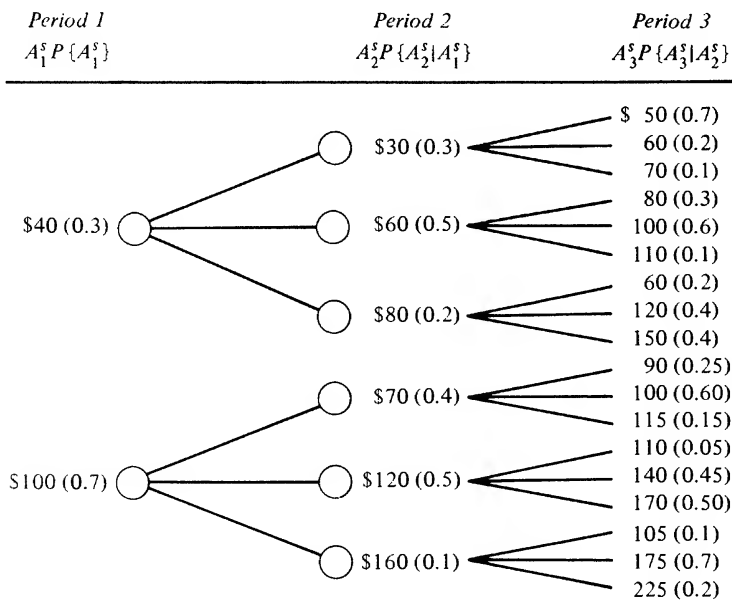 Period 1 Period 2 Period 3
A₁ˢP{A₁ˢ} A₂ˢP{A₂ˢ|A₁ˢ} A₃ˢP{A₃ˢ|A₂ˢ}
$ 50 (0.7)
$30 (0.3) 60 (0.2)
70 (0.1)
80 (0.3)
$40 (0.3) $60 (0.5) 100 (0.6)
110 (0.1)
60 (0.2)
$80 (0.2) 120 (0.4)
150 (0.4)
90 (0.25)
$70 (0.4) 100 (0.60)
115 (0.15)
110 (0.05)
$100 (0.7) $120 (0.5) 140 (0.45)
170 (0.50)
105 (0.1)
$160 (0.1) 175 (0.7)
225 (0.2)